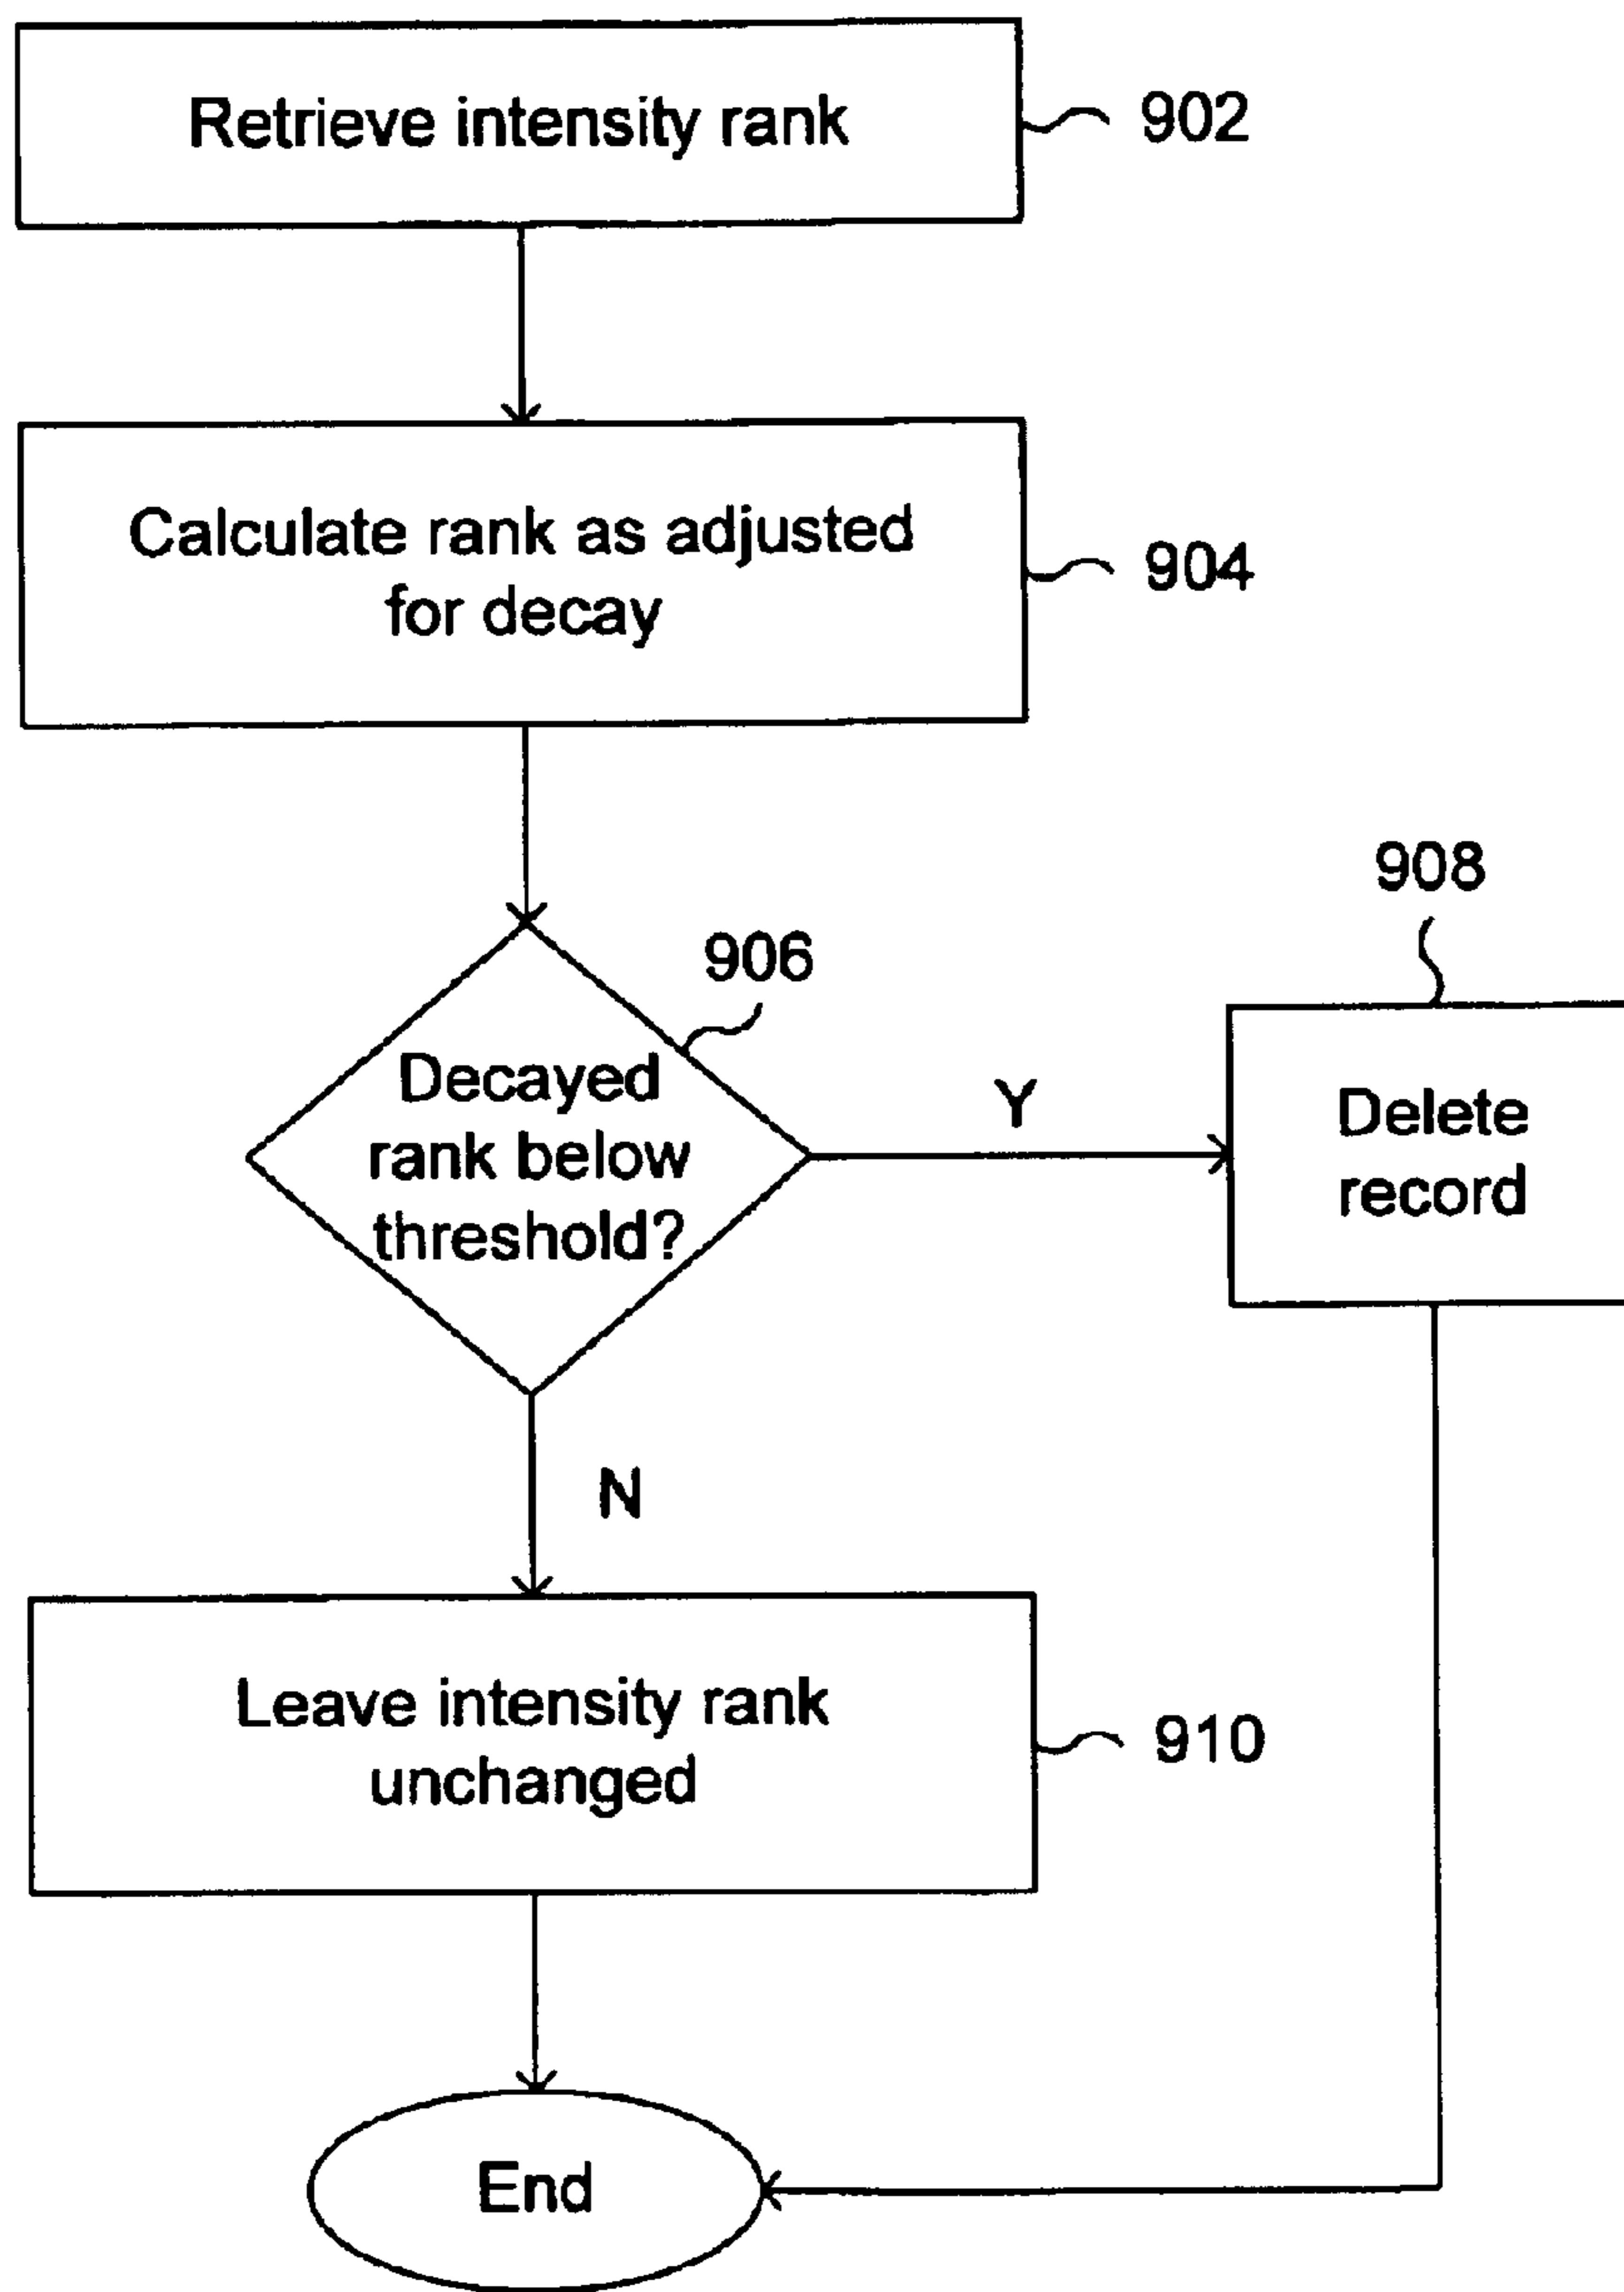 Retrieve intensity rank
902
Calculate rank as adjusted
for decay
904
906
Decayed
rank below
threshold?
Y
908
Delete
record
N
Leave intensity rank
unchanged
910
End